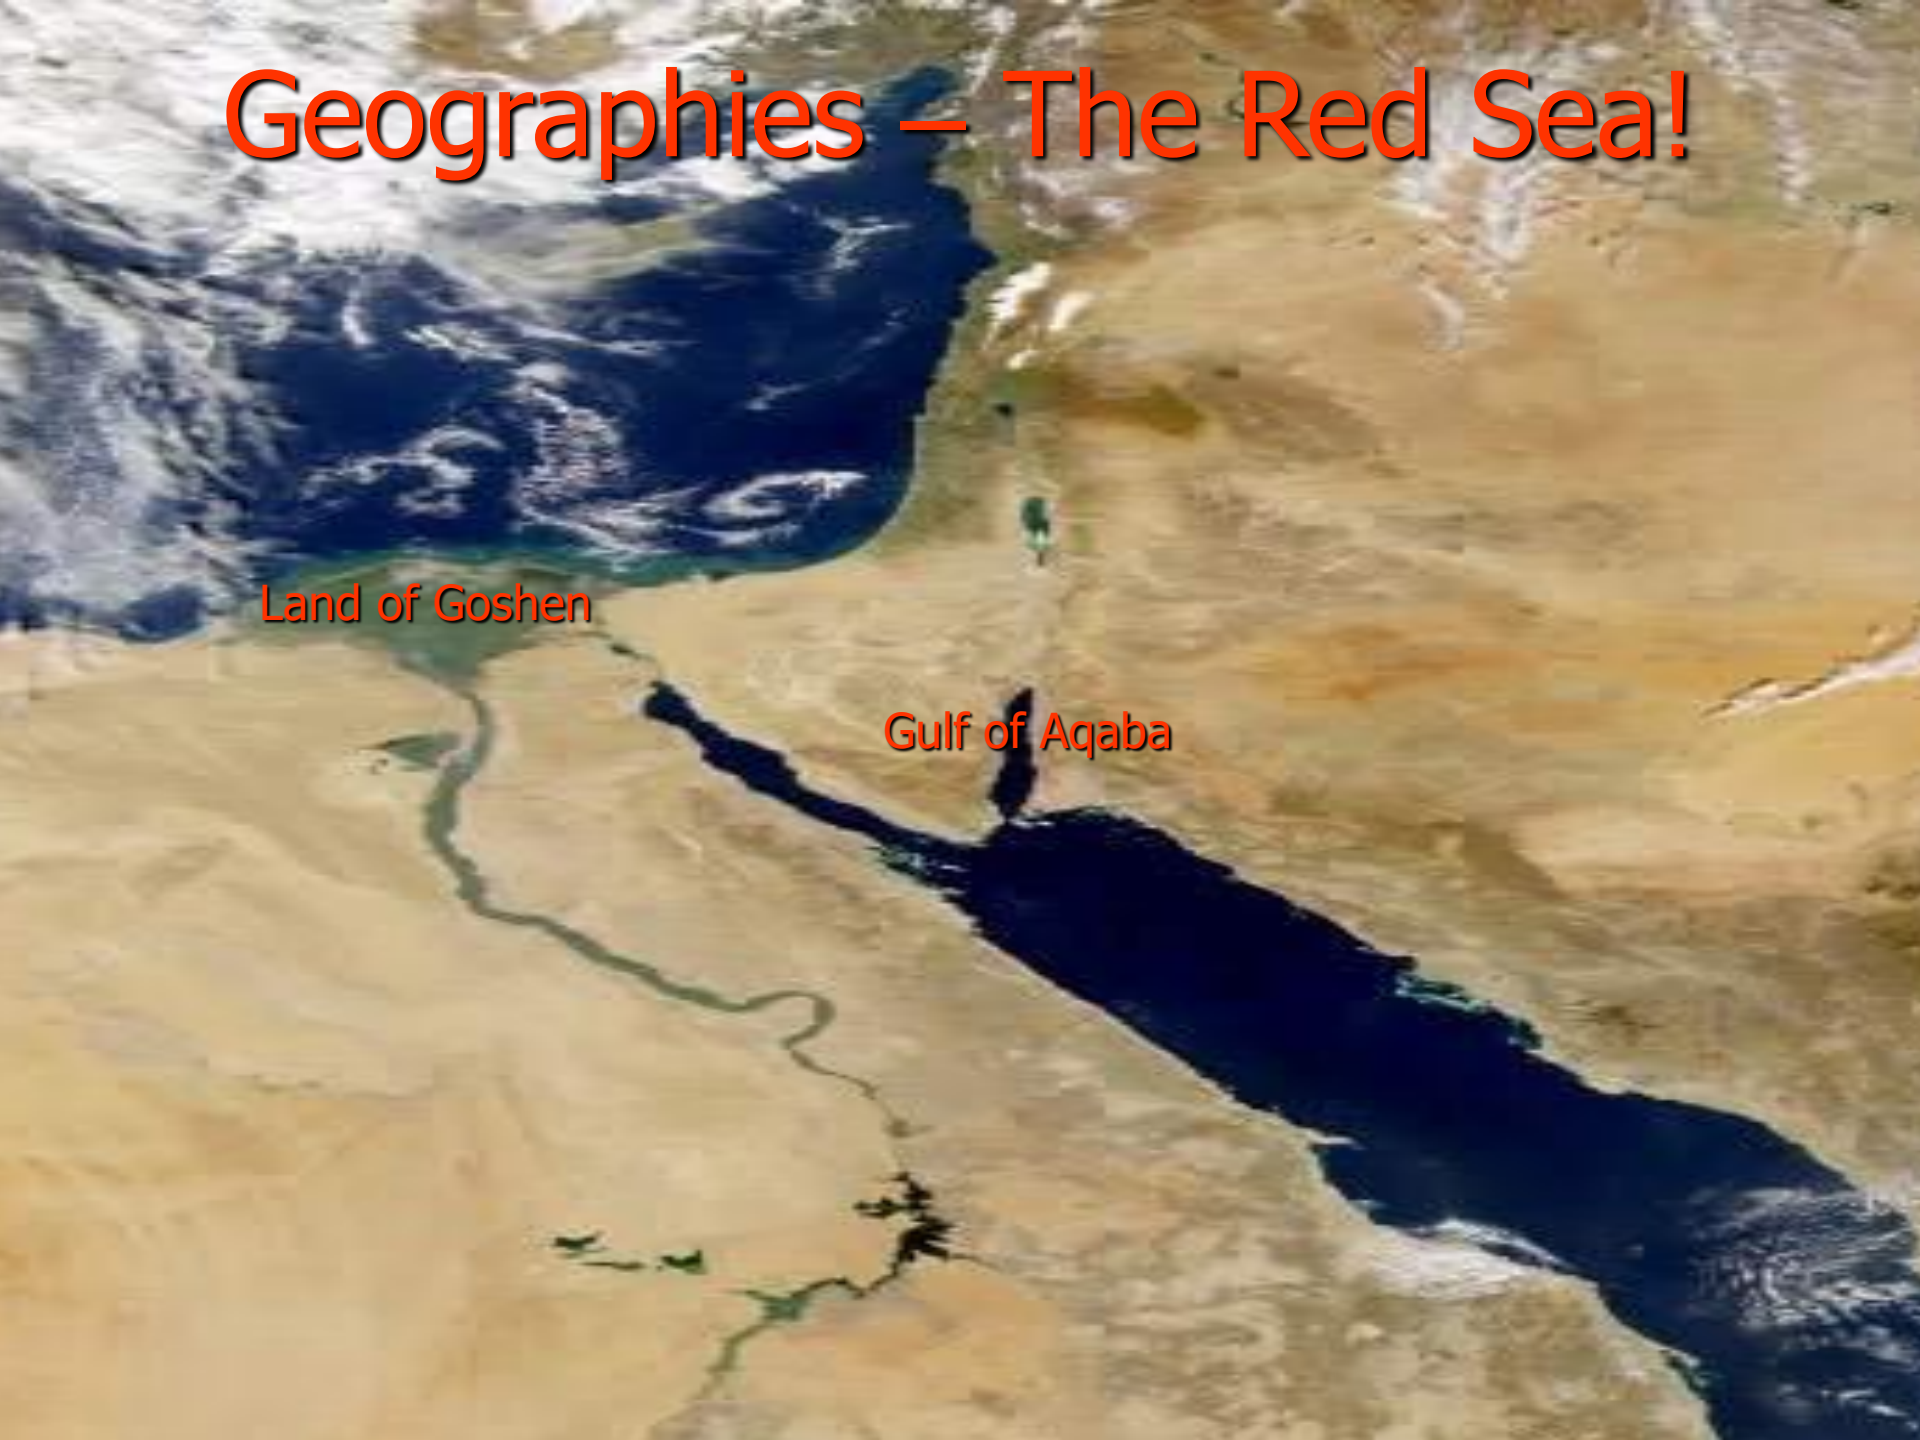 Geographies – The Red Sea!
Land of Goshen
Gulf of Aqaba